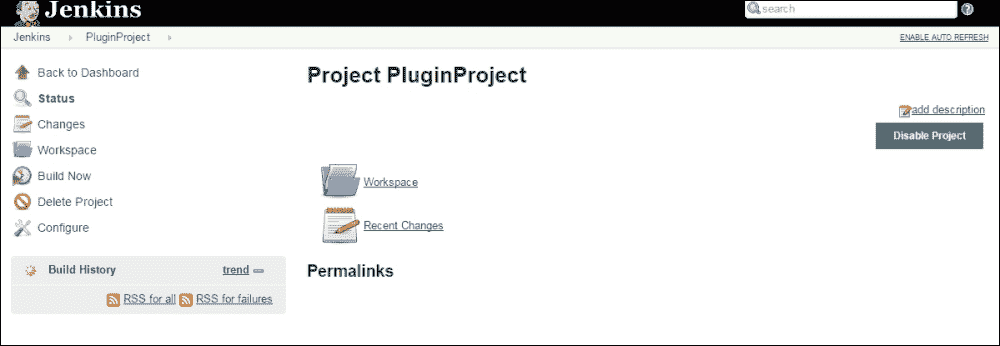 Jenkins
search
Jenkins PluginProject
ENABLE AUTO REFRESH
Back to Dashboard
Status
Changes
Workspace
Build Now
Delete Project
Configure
Build History trend
RSS for all RSS for failures
Project PluginProject
add description
Disable Project
Workspace
Recent Changes
Permalinks